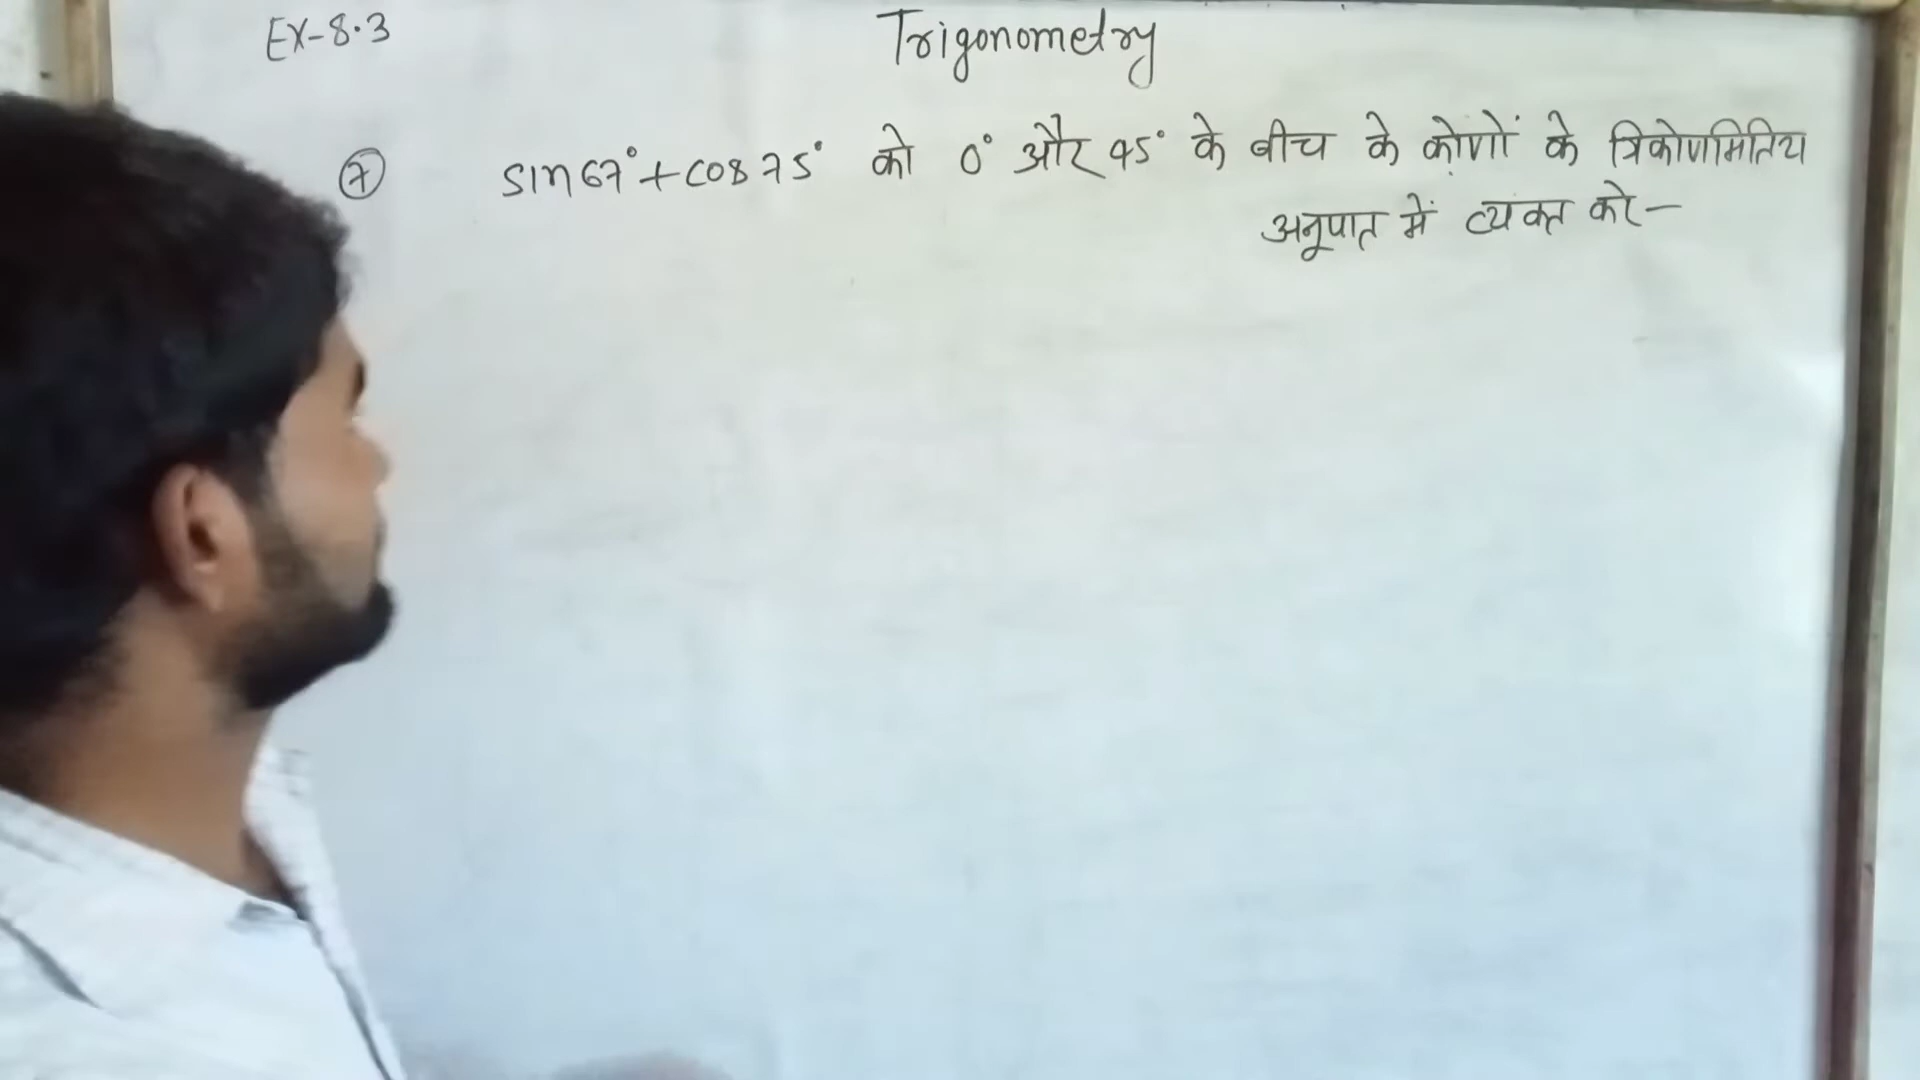 EX-8.3
Trigonometry
⑦ sin67°+cos75° को 0° और 45° के बीच के कोणों के त्रिकोणमितिय
अनूपात में व्यक्त करे-